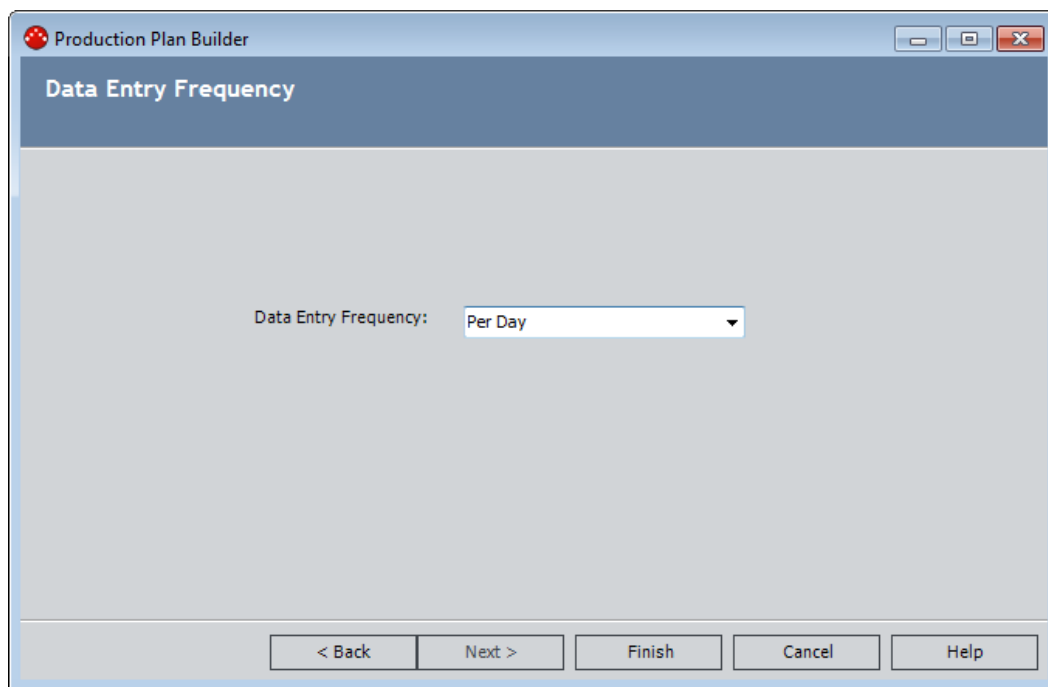 Production Plan Builder
Data Entry Frequency
Data Entry Frequency: Per Day
< Back Next > Finish Cancel Help